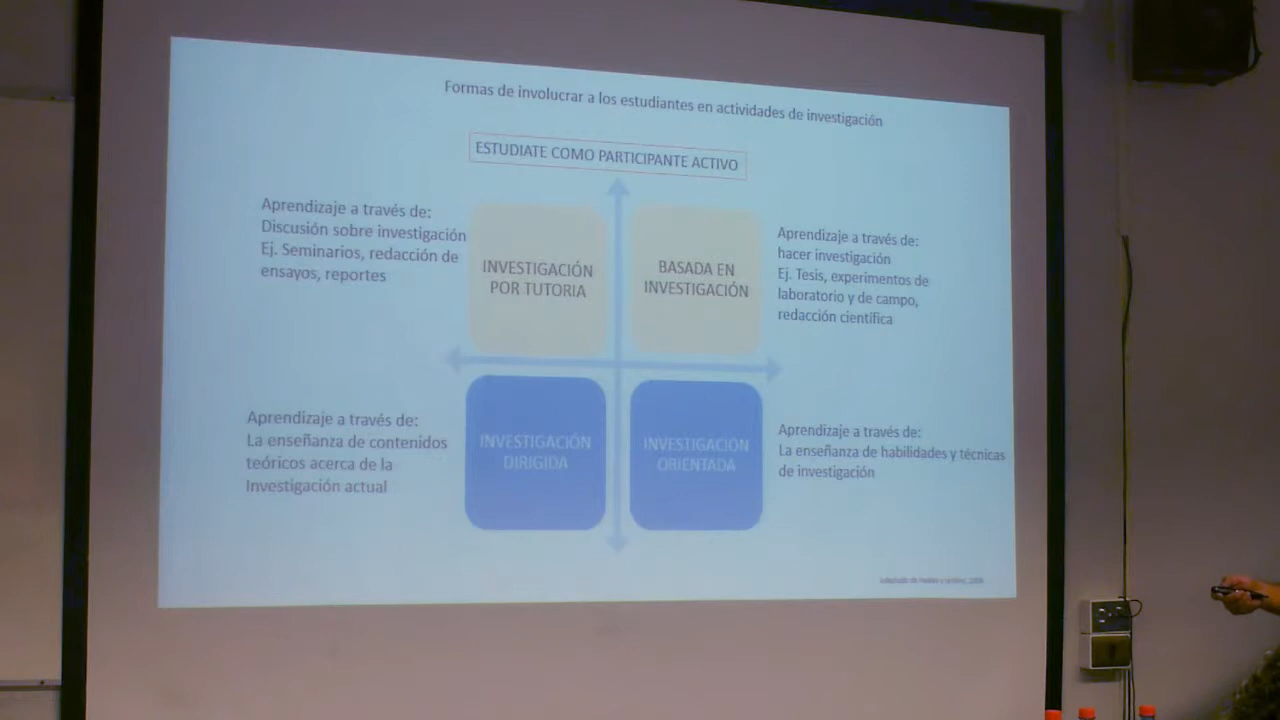 Formas de involucrar a los estudiantes en actividades de investigación
ESTUDIATE COMO PARTICIPANTE ACTIVO
Aprendizaje a través de:
Discusión sobre investigación
Ej. Seminarios, redacción de
ensayos, reportes
INVESTIGACIÓN
POR TUTORIA
BASADA EN
INVESTIGACIÓN
Aprendizaje a través de:
hacer investigación
Ej. Tesis, experimentos de
laboratorio y de campo,
redacción científica
Aprendizaje a través de:
La enseñanza de contenidos
teóricos acerca de la
Investigación actual
INVESTIGACIÓN
DIRIGIDA
INVESTIGACIÓN
ORIENTADA
Aprendizaje a través de:
La enseñanza de habilidades y técnicas
de investigación